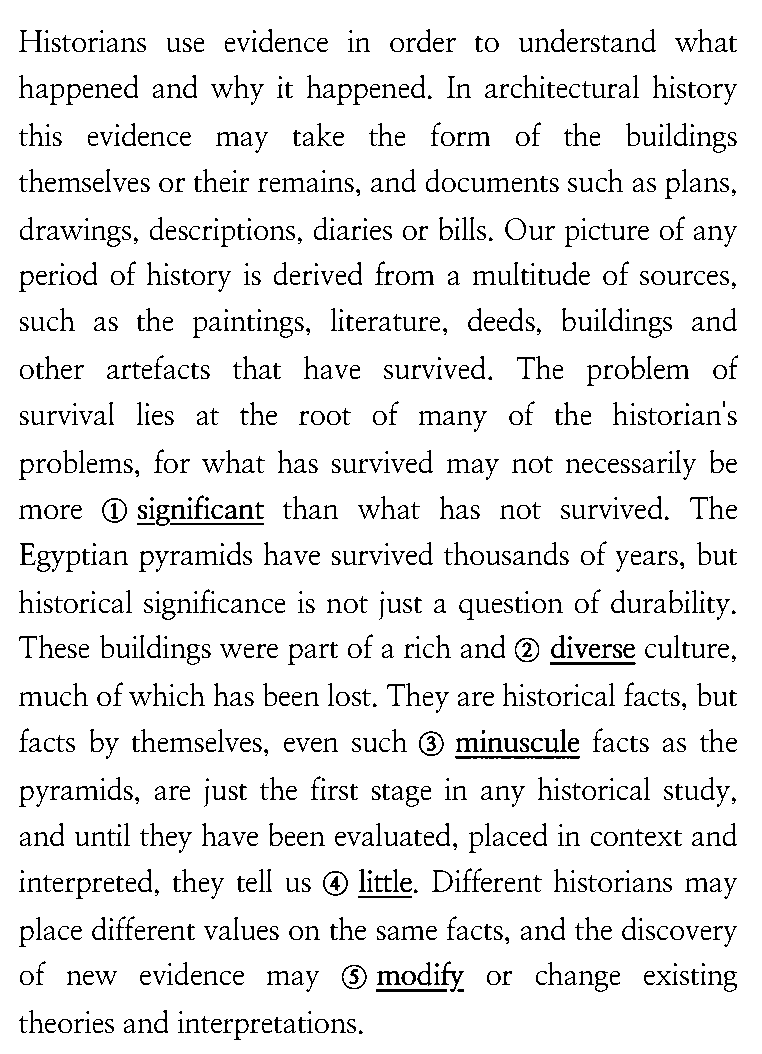 Historians use evidence in order to understand what
happened and why it happened. In architectural history
this evidence may take the form of the buildings
themselves or their remains, and documents such as plans,
drawings, descriptions, diaries or bills. Our picture of any
period of history is derived from a multitude of sources,
such as the paintings, literature, deeds, buildings and
other artefacts that have survived. The problem of
survival lies at the root of many of the historian's
problems, for what has survived may not necessarily be
more ① significant than what has not survived. The
Egyptian pyramids have survived thousands of years, but
historical significance is not just a question of durability.
These buildings were part of a rich and ② diverse culture,
much of which has been lost. They are historical facts, but
facts by themselves, even such ③ minuscule facts as the
pyramids, are just the first stage in any historical study,
and until they have been evaluated, placed in context and
interpreted, they tell us ④ little. Different historians may
place different values on the same facts, and the discovery
of new evidence may ⑤ modify or change existing
theories and interpretations.